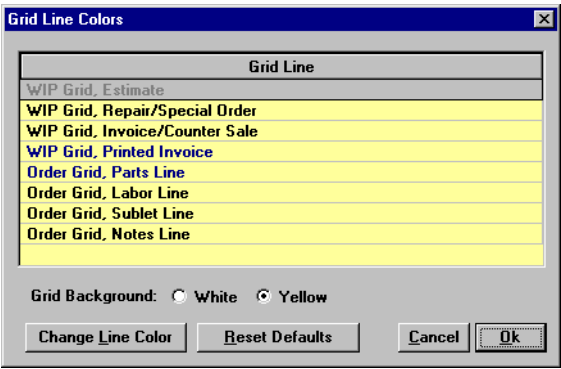 Grid Line Colors
Grid Line
WIP Grid, Estimate
WIP Grid, Repair/Special Order
WIP Grid, Invoice/Counter Sale
WIP Grid, Printed Invoice
Order Grid, Parts Line
Order Grid, Labor Line
Order Grid, Sublet Line
Order Grid, Notes Line
Grid Background: White Yellow
Change Line Color Reset Defaults Cancel Ok